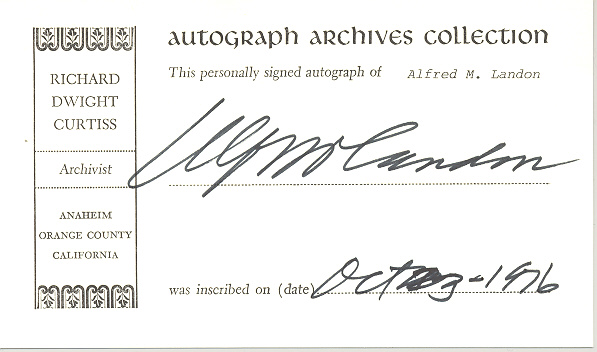 autograph archives collection
RICHARD
DWIGHT
CURTISS
Archivist
ANAHEIM
ORANGE COUNTY
CALIFORNIA
This personally signed autograph of Alfred M. Landon
Alf M Landon
was inscribed on (date) Oct - 1976